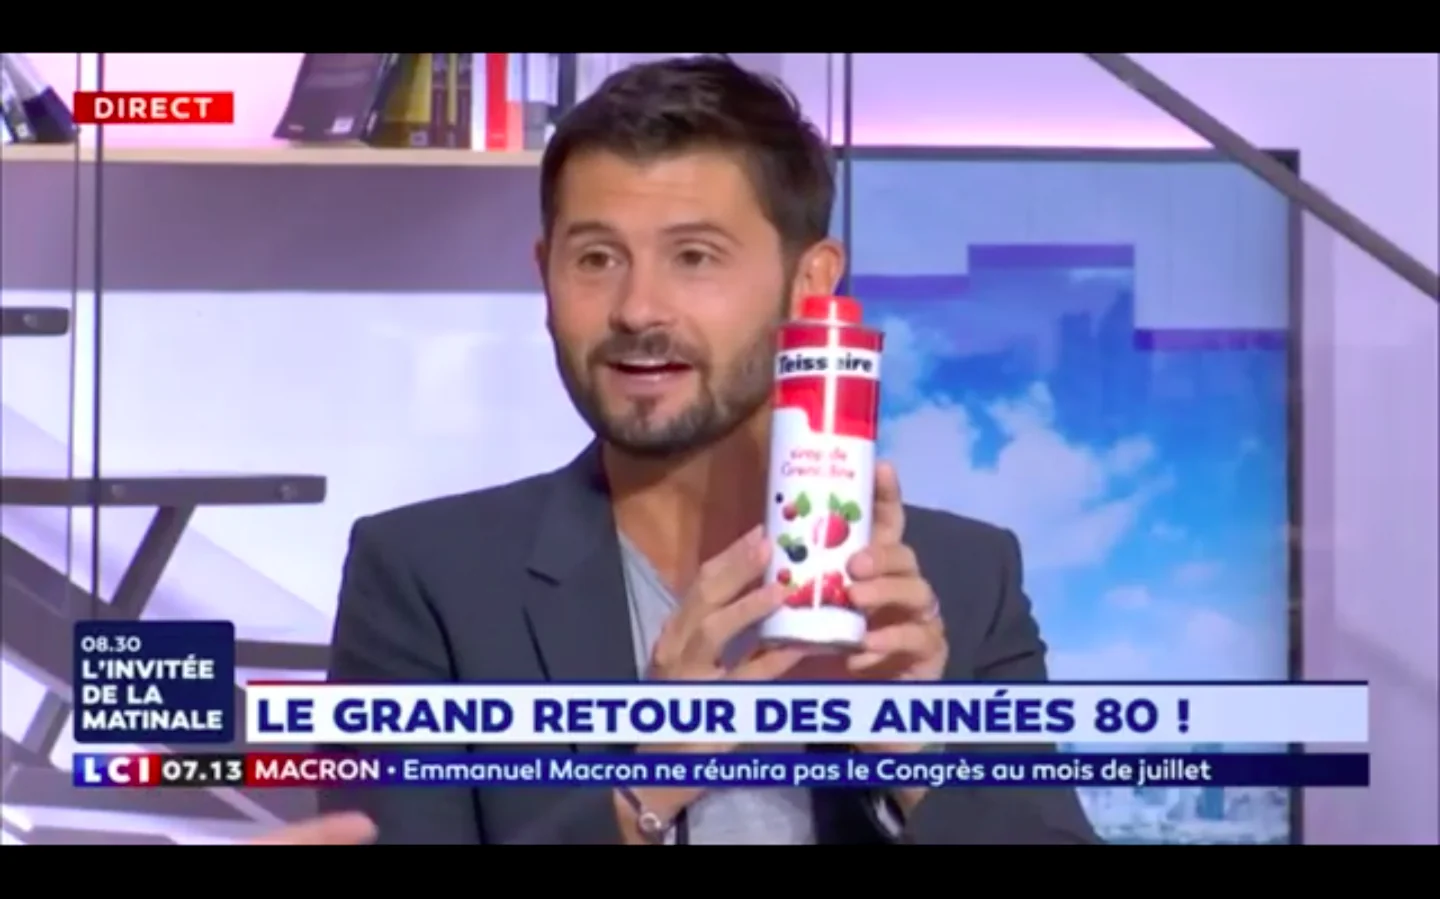 DIRECT
Teisseire
sirop de
Grenadine
08.30
L'INVITÉE
DE LA
MATINALE
LE GRAND RETOUR DES ANNÉES 80 !
LCI 07.13 MACRON • Emmanuel Macron ne réunira pas le Congrès au mois de juillet